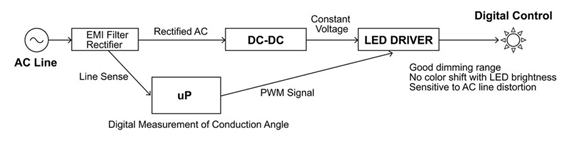 Digital Control
AC Line
EMI Filter
Rectifier
Rectified AC
DC-DC
Constant
Voltage
LED DRIVER
Good dimming range
No color shift with LED brightness
Sensitive to AC line distortion
Line Sense
uP
PWM Signal
Digital Measurement of Conduction Angle